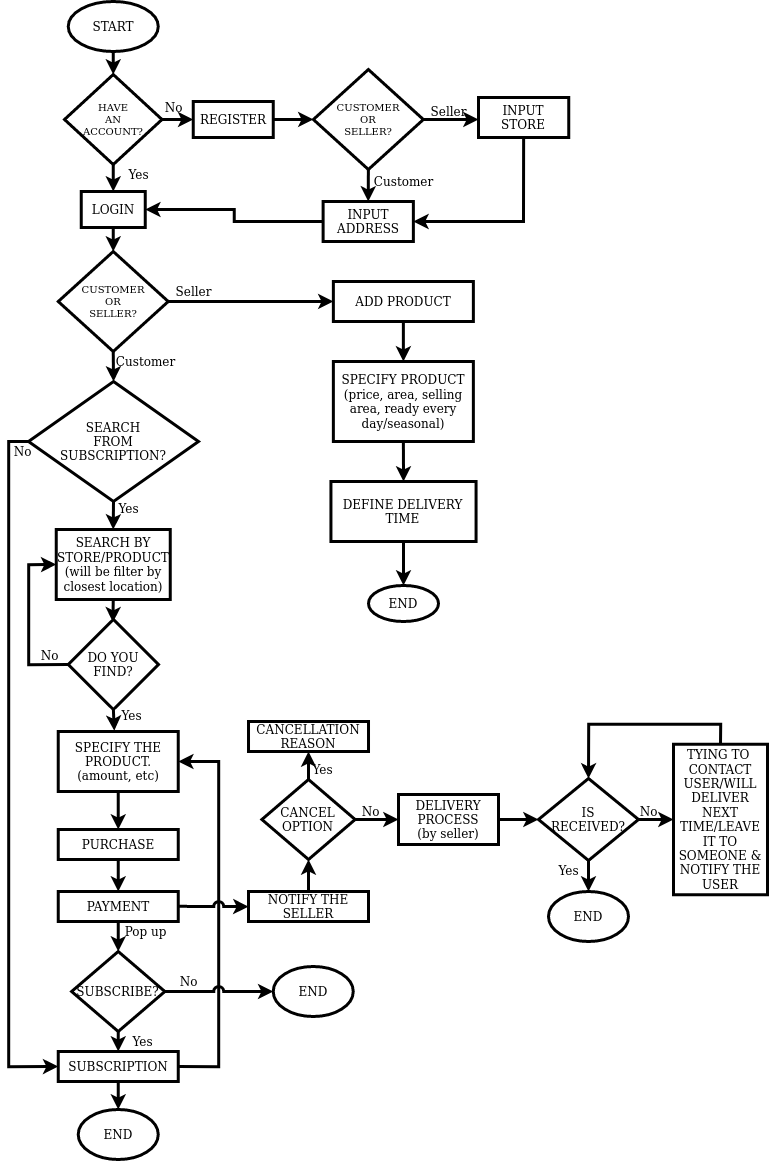 START
HAVE
AN
ACCOUNT?
No
REGISTER
CUSTOMER
OR
SELLER?
Seller
INPUT
STORE
Yes
Customer
LOGIN
INPUT
ADDRESS
CUSTOMER
OR
SELLER?
Seller
ADD PRODUCT
Customer
SPECIFY PRODUCT
(price, area, selling
area, ready every
day/seasonal)
SEARCH
FROM
SUBSCRIPTION?
No
Yes
DEFINE DELIVERY
TIME
SEARCH BY
STORE/PRODUCT
(will be filter by
closest location)
END
No
DO YOU
FIND?
Yes
SPECIFY THE
PRODUCT.
(amount, etc)
CANCELLATION
REASON
Yes
CANCEL
OPTION
No
DELIVERY
PROCESS
(by seller)
IS
RECEIVED?
No
TYING TO
CONTACT
USER/WILL
DELIVER
NEXT
TIME/LEAVE
IT TO
SOMEONE &
NOTIFY THE
USER
PURCHASE
Yes
PAYMENT
NOTIFY THE
SELLER
END
Pop up
SUBSCRIBE?
No
END
Yes
SUBSCRIPTION
END